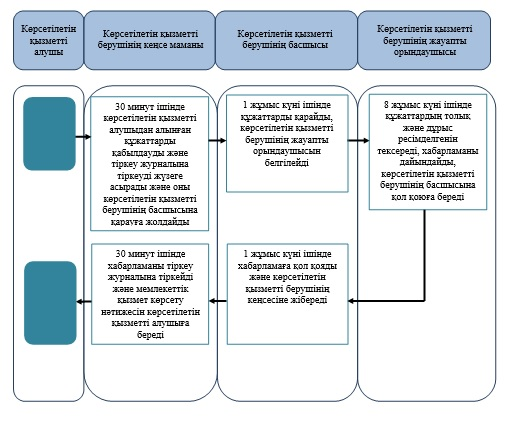 Көрсетілетін
қызметті
алушы
Көрсетілетін қызметті
берушінің кеңсе маманы
Көрсетілетін қызметті
берушінің басшысы
Көрсетілетін қызметті
берушінің жауапты
орындаушысы
30 минут ішінде
көрсетілетін қызметті
алушыдан алынған
құжаттарды
қабылдауды және
тіркеу журналына
тіркеуді жүзеге
асырады және оны
көрсетілетін қызметті
берушінің басшысына
қарауға жолдайды
1 жұмыс күні ішінде
құжаттарды қарайды,
көрсетілетін қызметті
берушінің жауапты
орындаушысын
белгілейді
8 жұмыс күні ішінде
құжаттардың толық
және дұрыс
ресімделгенін
тексереді, хабарламаны
дайындайды,
көрсетілетін қызметті
берушінің басшысына
қол қоюға береді
30 минут ішінде
хабарламаны тіркеу
журналына тіркейді
және мемлекеттік
қызмет көрсету
нәтижесін көрсетілетін
қызметті алушыға
береді
1 жұмыс күні ішінде
хабарламаға қол қояды
және көрсетілетін
қызметті берушінің
кеңсесіне жібереді